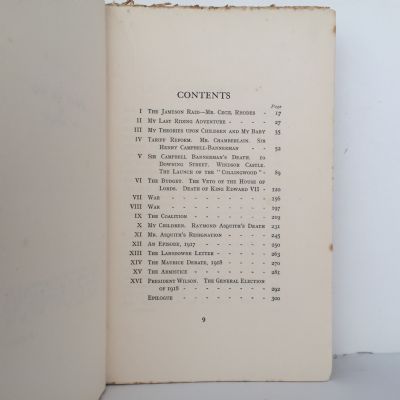 CONTENTS
Page
I The Jameson Raid—Mr. Cecil Rhodes - 17
II My Last Riding Adventure - - - - 27
III My Theories upon Children and My Baby 35
IV Tariff Reform. Mr. Chamberlain. Sir
Henry Campbell-Bannerman - - - 52
V Sir Campbell Bannerman's Death. 10
Downing Street. Windsor Castle.
The Launch of the "Collingwood" - - 89
VI The Budget. The Veto of the House of
Lords. Death of King Edward VII - - 120
VII War - - - - - - - - 156
VIII War - - - - - - - - 197
IX The Coalition - - - - - - 219
X My Children. Raymond Asquith's Death 231
XI Mr. Asquith's Resignation - - - - 245
XII An Episode, 1917 - - - - - 250
XIII The Lansdowne Letter - - - - 263
XIV The Maurice Debate, 1918 - - - - 270
XV The Armistice - - - - - - 283
XVI President Wilson. The General Election
of 1918 - - - - - - - 292
Epilogue - - - - - - - 300
9